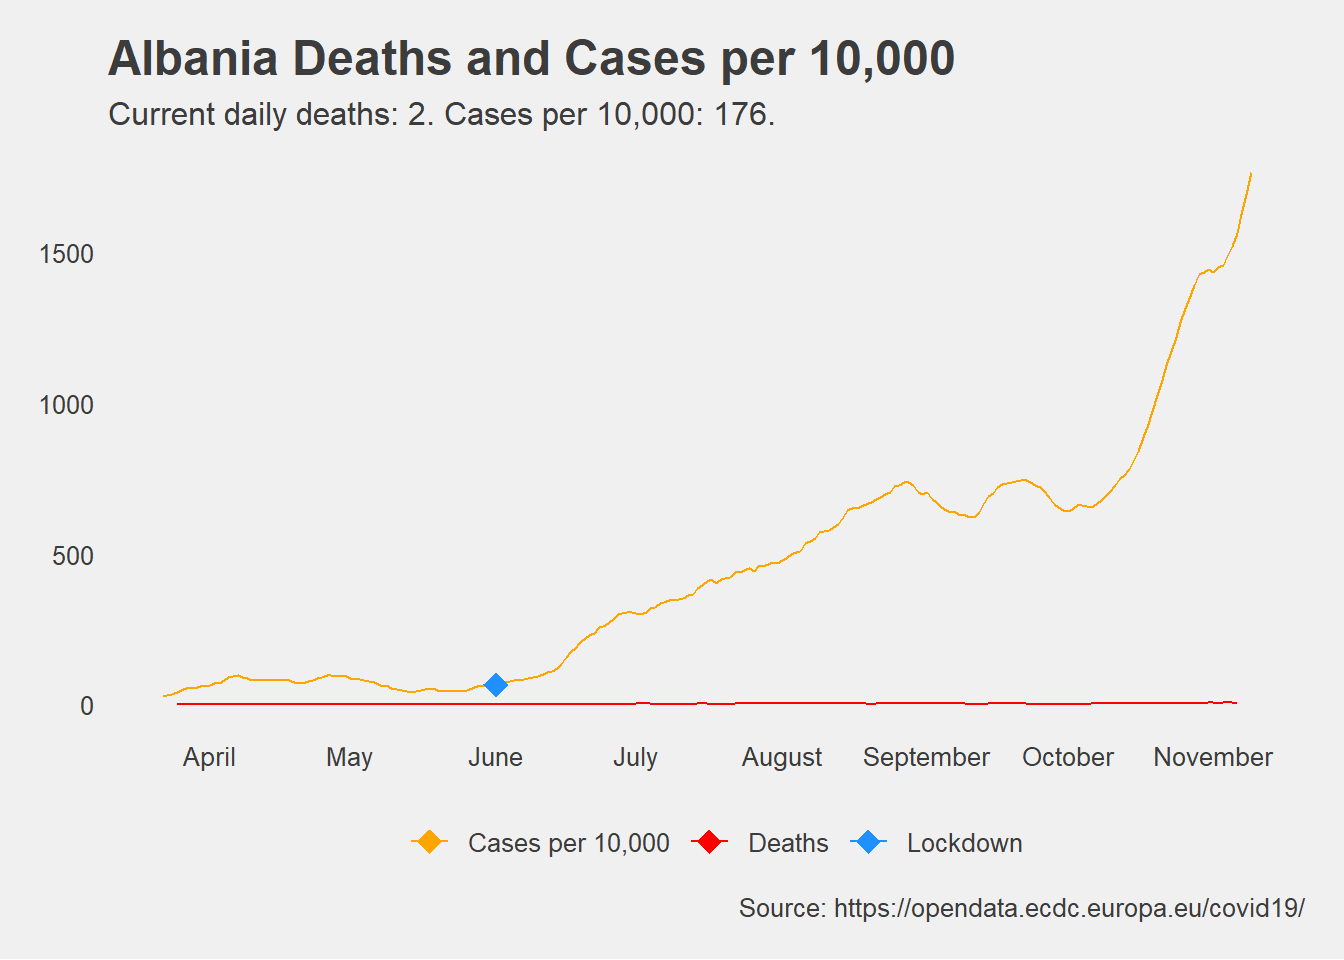 Albania Deaths and Cases per 10,000
Current daily deaths: 2. Cases per 10,000: 176.
1500
1000
500
0
April May June July August September October November
Cases per 10,000 Deaths Lockdown
Source: https://opendata.ecdc.europa.eu/covid19/